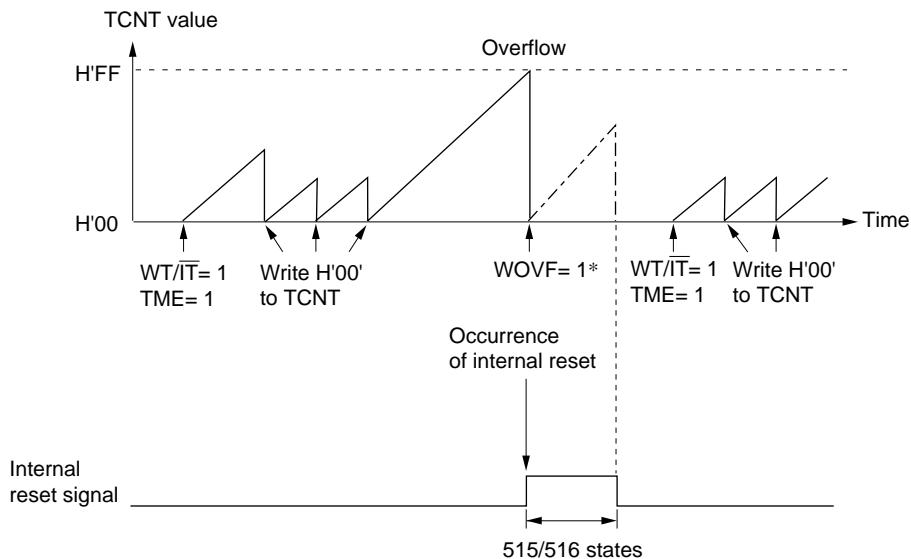 TCNT value
Overflow
H'FF
H'00
Time
WT/IT= 1
TME= 1
Write H'00'
to TCNT
WOVF= 1*
WT/IT= 1
TME= 1
Write H'00'
to TCNT
Occurrence
of internal reset
Internal
reset signal
515/516 states